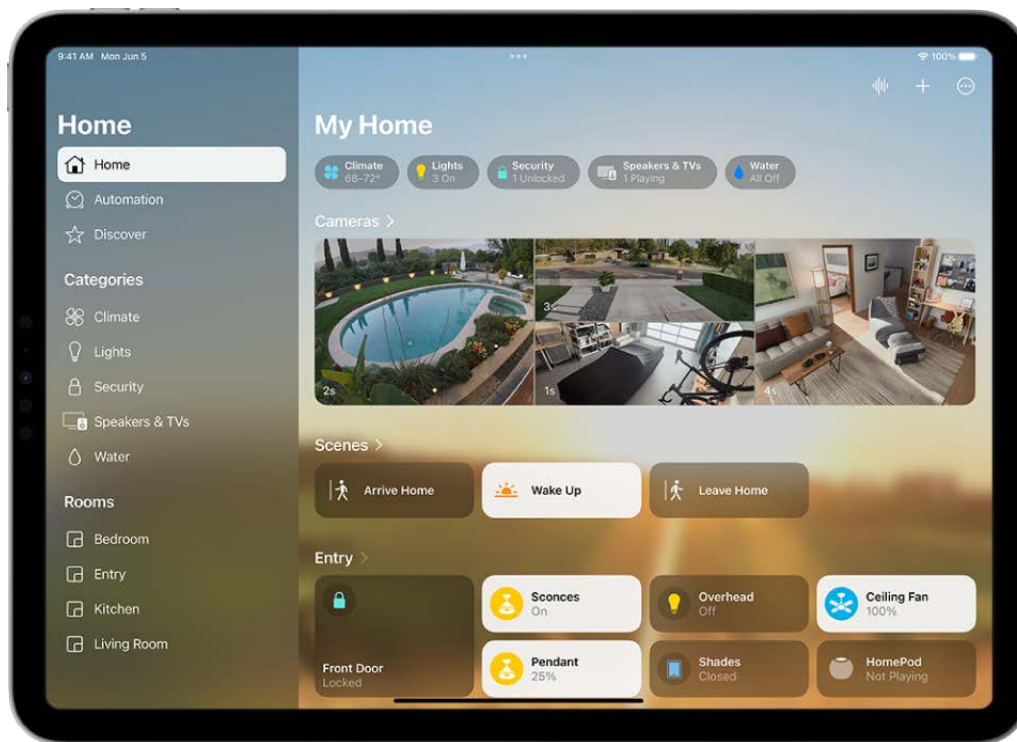 9:41 AM Mon Jun 5
100%
Home
Home
Automation
Discover
Categories
Climate
Lights
Security
Speakers & TVs
Water
Rooms
Bedroom
Entry
Kitchen
Living Room
My Home
Climate
68–72°
Lights
3 On
Security
1 Unlocked
Speakers & TVs
1 Playing
Water
All Off
Cameras >
2s
3s
1s
4s
Scenes >
Arrive Home
Wake Up
Leave Home
Entry >
Front Door
Locked
Sconces
On
Overhead
Off
Ceiling Fan
100%
Pendant
25%
Shades
Closed
HomePod
Not Playing